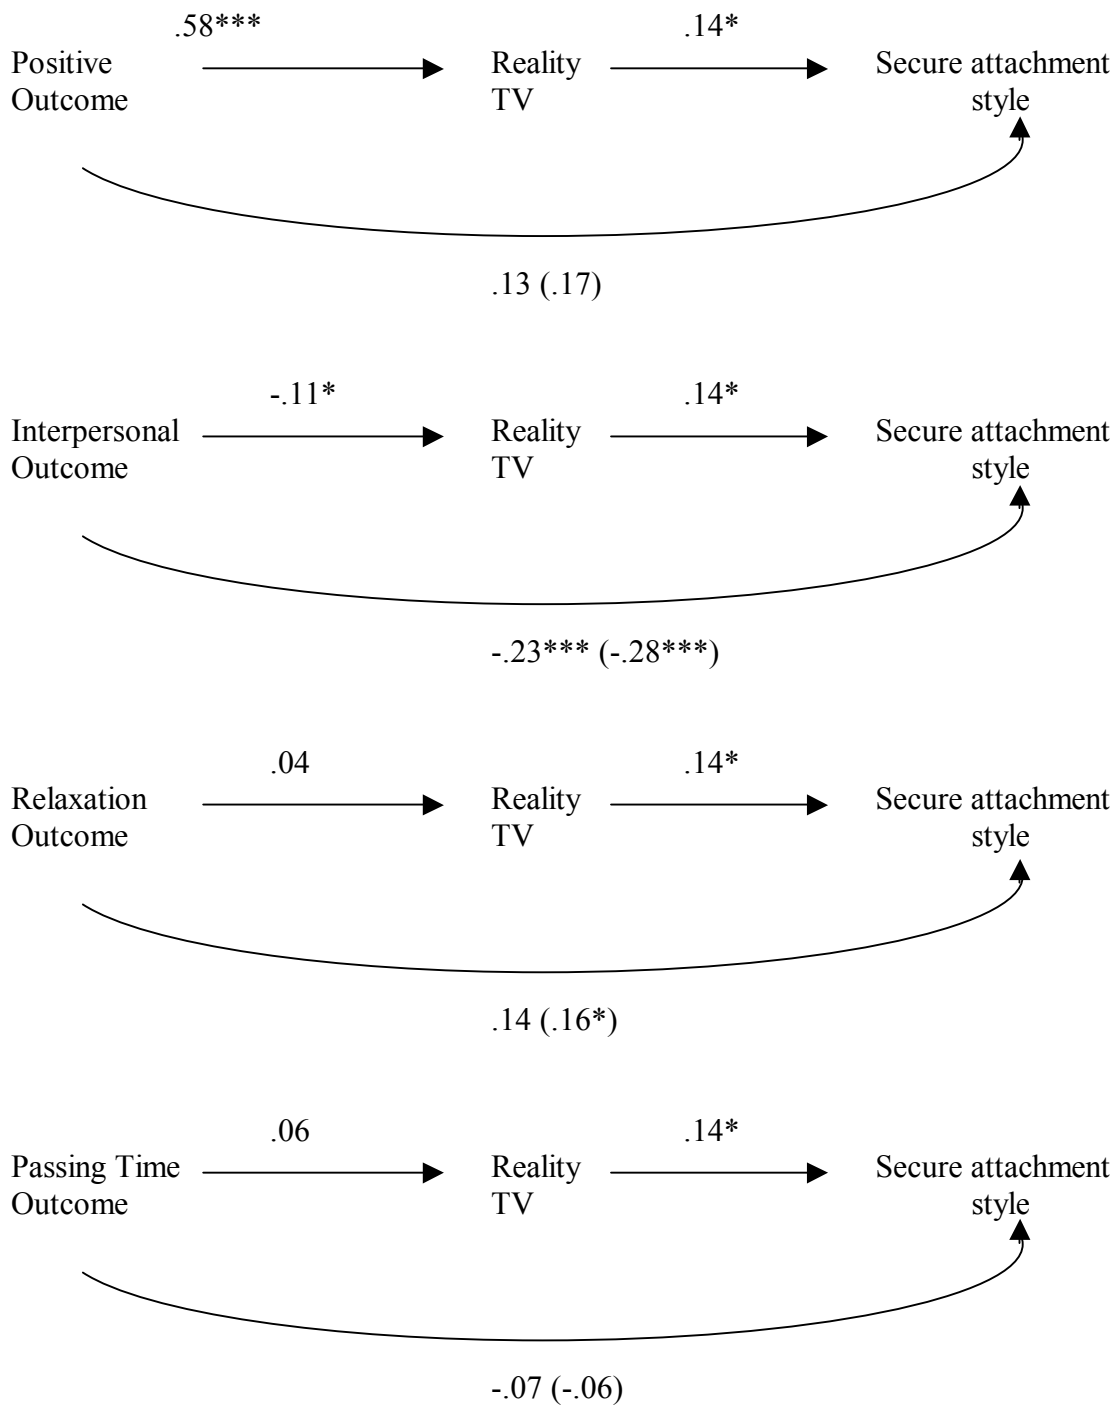 .58*** .14*
Positive Reality Secure attachment
Outcome TV style
.13 (.17)
-.11* .14*
Interpersonal Reality Secure attachment
Outcome TV style
-.23*** (-.28***)
.04 .14*
Relaxation Reality Secure attachment
Outcome TV style
.14 (.16*)
.06 .14*
Passing Time Reality Secure attachment
Outcome TV style
-.07 (-.06)